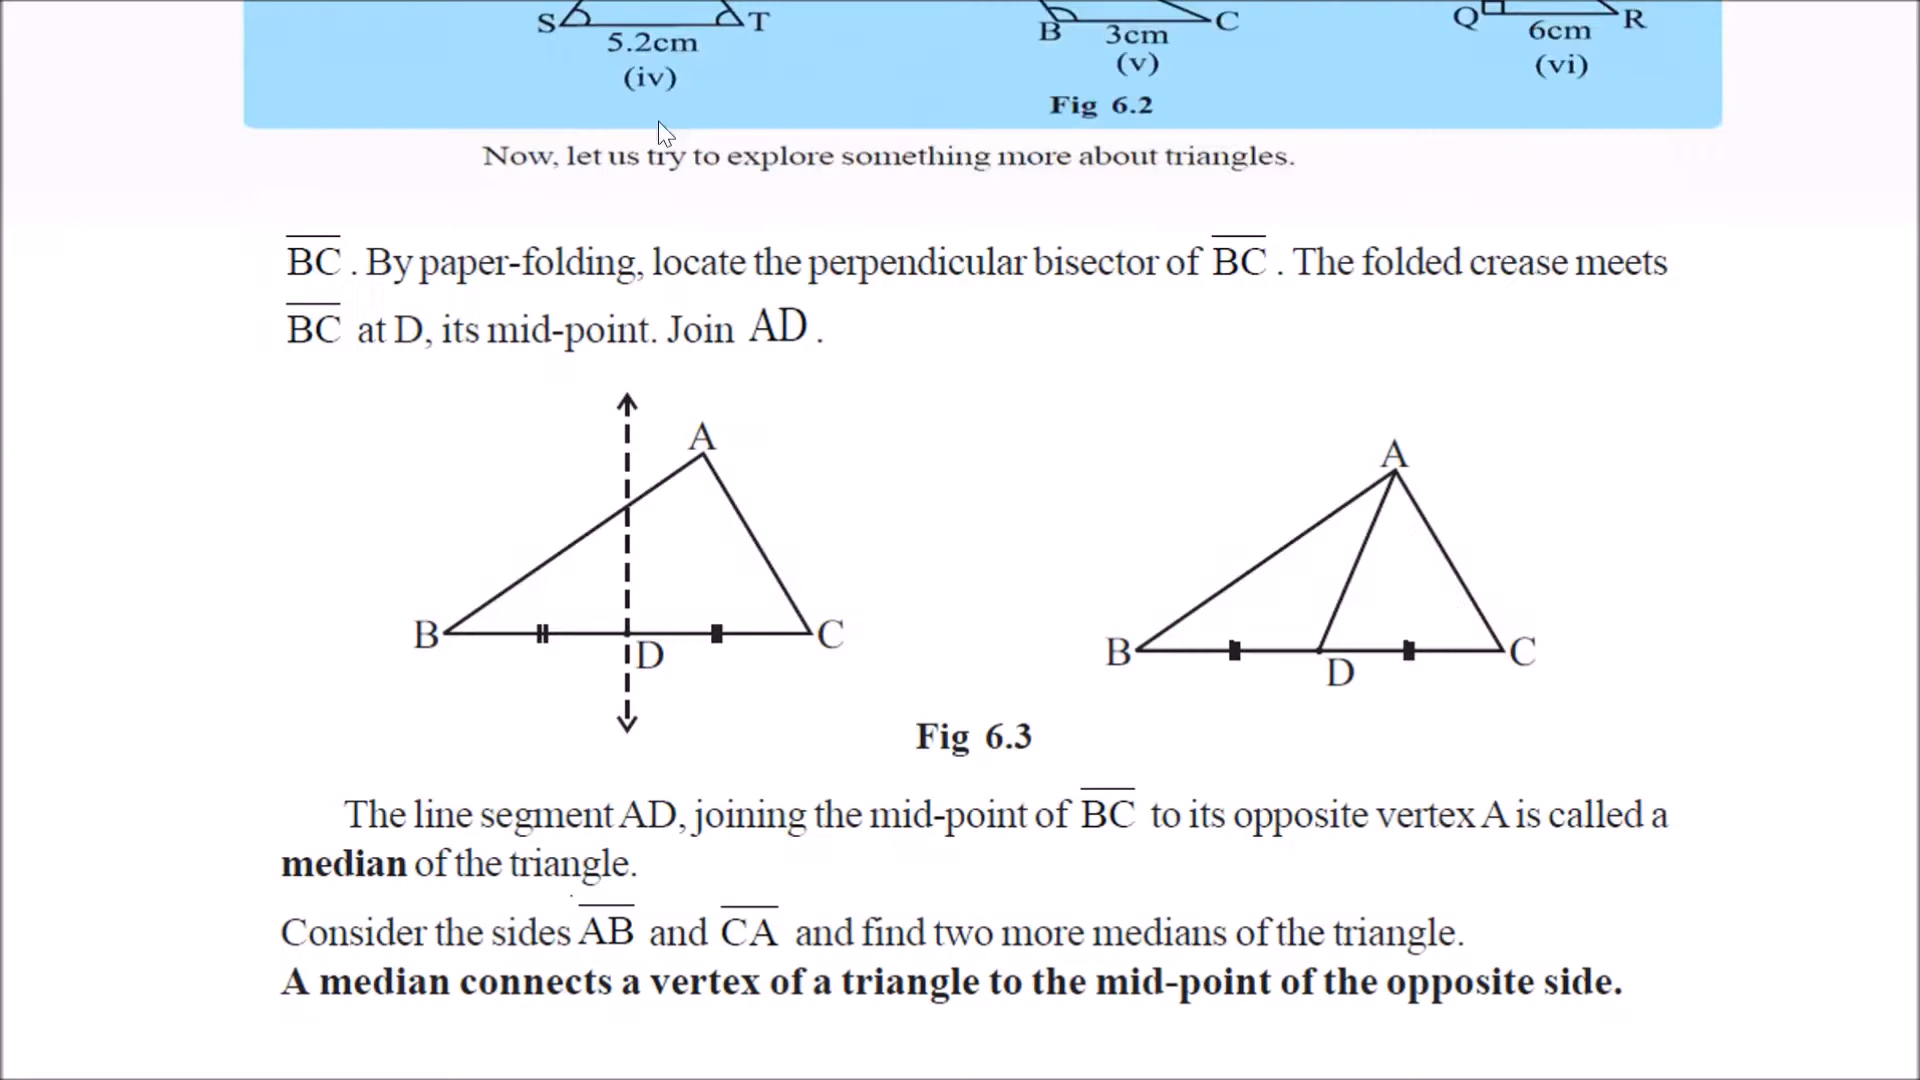 S T
5.2cm
(iv)
B 3cm C
(v)
Q 6cm R
(vi)
Fig 6.2
Now, let us try to explore something more about triangles.
BC . By paper-folding, locate the perpendicular bisector of BC . The folded crease meets
BC at D, its mid-point. Join AD .
A
B
D
C
A
B
D
C
Fig 6.3
The line segment AD, joining the mid-point of BC to its opposite vertex A is called a
median of the triangle.
Consider the sides AB and CA and find two more medians of the triangle.
A median connects a vertex of a triangle to the mid-point of the opposite side.